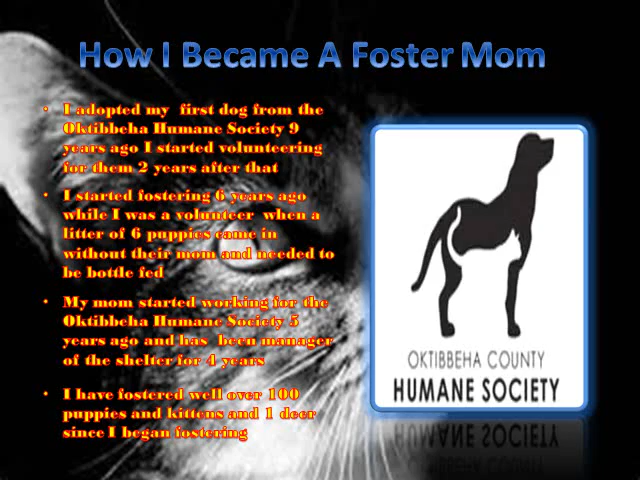 How I Became A Foster Mom
• I adopted my first dog from the
Oktibbeha Humane Society 9
years ago I started volunteering
for them 2 years after that
• I started fostering 6 years ago
while I was a volunteer when a
litter of 6 puppies came in
without their mom and needed to
be bottle fed
• My mom started working for the
Oktibbeha Humane Society 5
years ago and has been manager
of the shelter for 4 years
• I have fostered well over 100
puppies and kittens and 1 deer
since I began fostering
OKTIBBEHA COUNTY
HUMANE SOCIETY